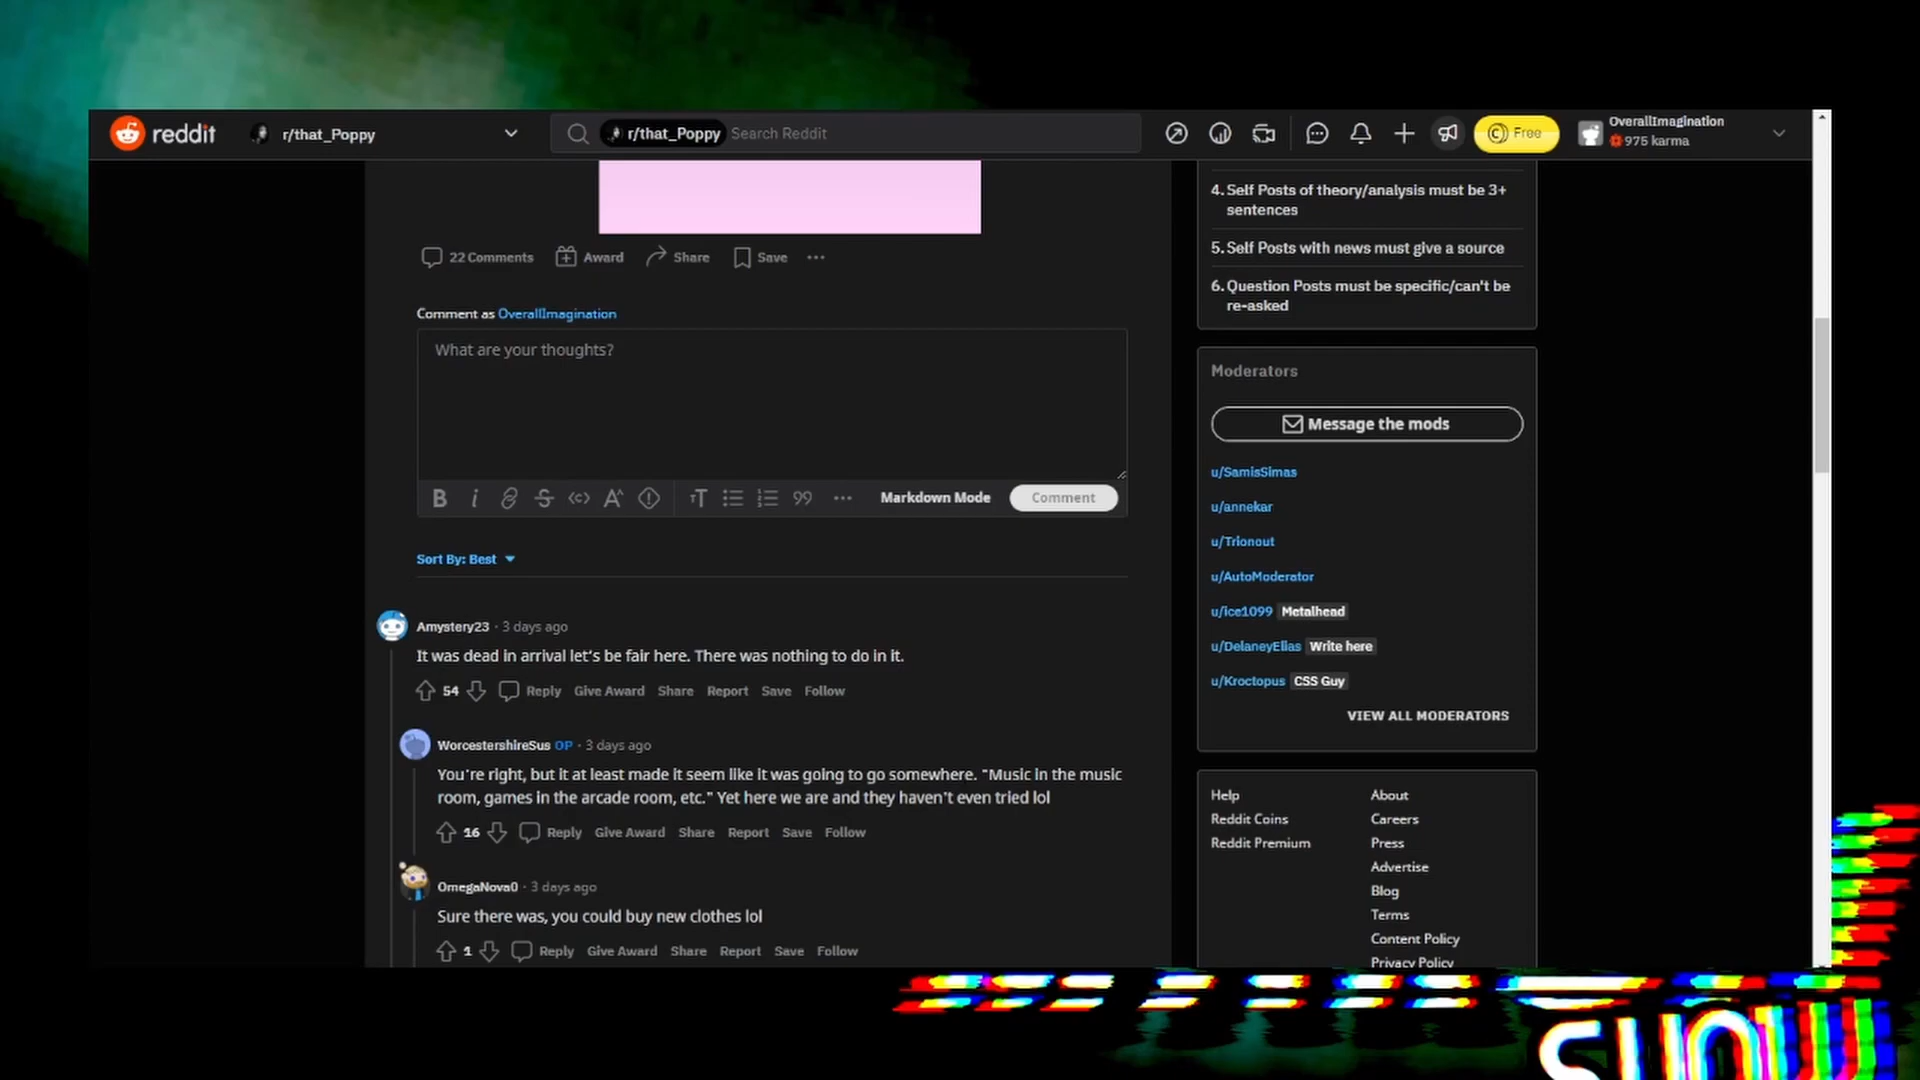 reddit
r/that_Poppy
r/that_Poppy Search Reddit
Free
OverallImagination
975 karma
22 Comments Award Share Save
Comment as OverallImagination
What are your thoughts?
Markdown Mode
Comment
Sort By: Best
Amystery23 · 3 days ago
It was dead in arrival let's be fair here. There was nothing to do in it.
54 Reply Give Award Share Report Save Follow
WorcestershireSus OP · 3 days ago
You're right, but it at least made it seem like it was going to go somewhere. "Music in the music
room, games in the arcade room, etc." Yet here we are and they haven't even tried lol
16 Reply Give Award Share Report Save Follow
OmegaNova0 · 3 days ago
Sure there was, you could buy new clothes lol
1 Reply Give Award Share Report Save Follow
4. Self Posts of theory/analysis must be 3+
sentences
5. Self Posts with news must give a source
6. Question Posts must be specific/can't be
re-asked
Moderators
Message the mods
u/SamisSimas
u/annekar
u/Trionout
u/AutoModerator
u/ice1099 Metalhead
u/DelaneyElias Write here
u/Kroctopus CSS Guy
VIEW ALL MODERATORS
Help
Reddit Coins
Reddit Premium
About
Careers
Press
Advertise
Blog
Terms
Content Policy
Privacy Policy
SHOW